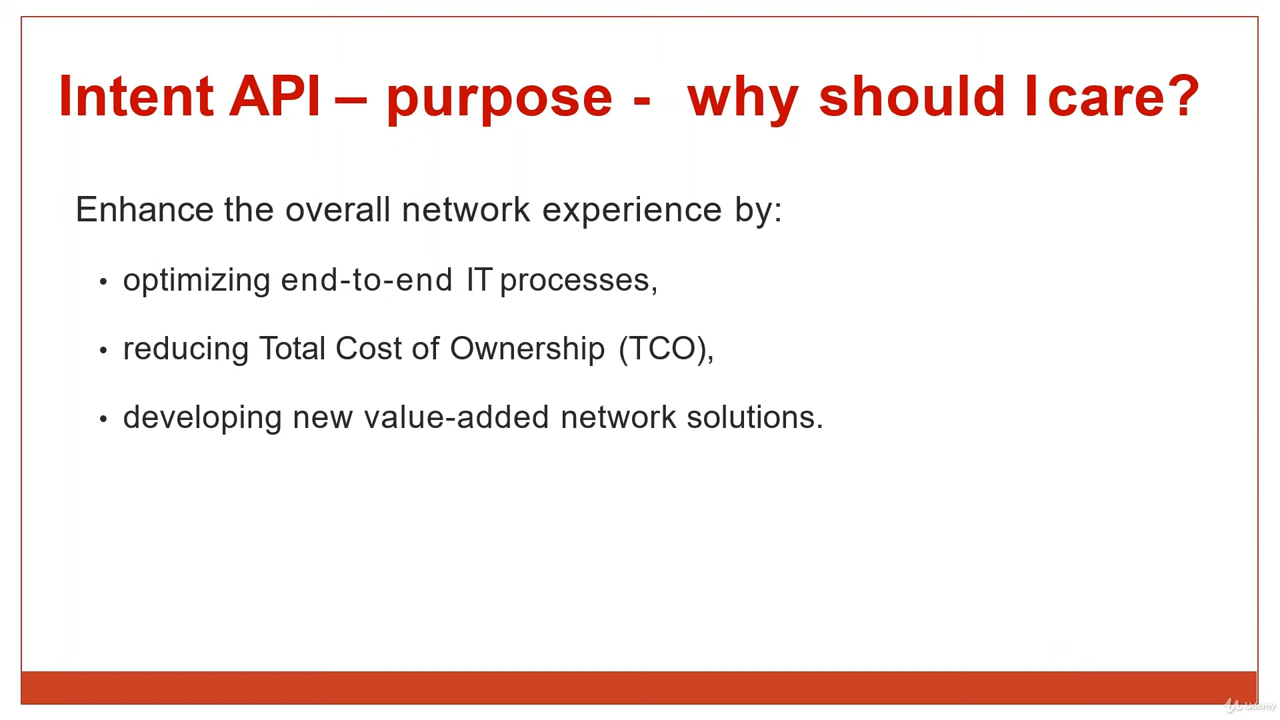 Intent API – purpose - why should I care?
Enhance the overall network experience by:
• optimizing end-to-end IT processes,
• reducing Total Cost of Ownership (TCO),
• developing new value-added network solutions.
Udemy